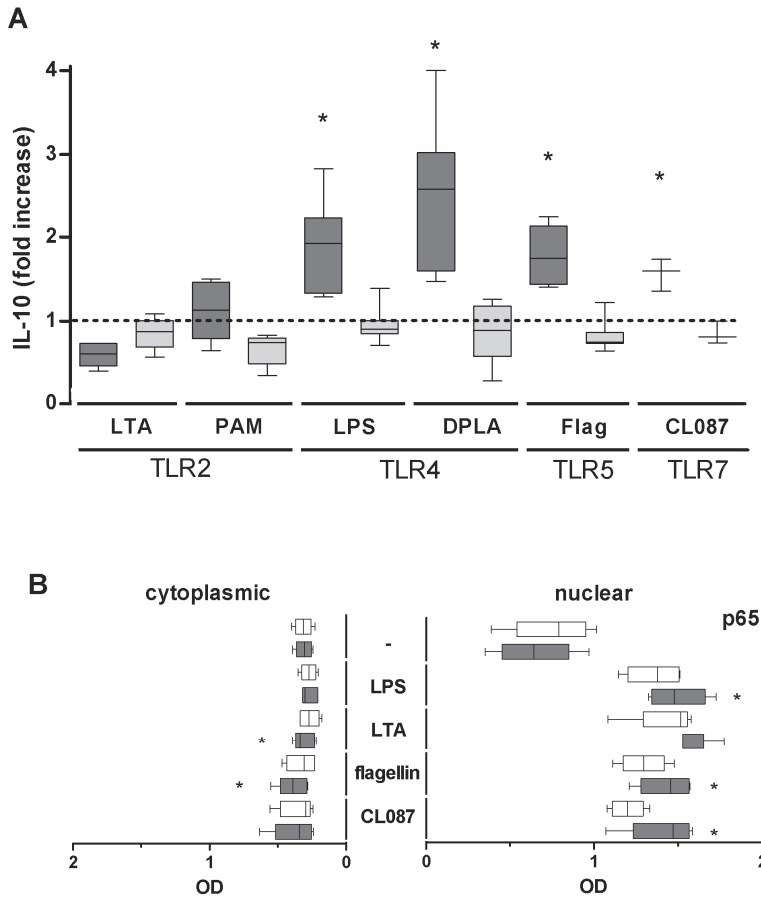 A
IL-10 (fold increase)
4
3
2
1
0
*
*
*
*
LTA PAM LPS DPLA Flag CL087
TLR2 TLR4 TLR5 TLR7
B
cytoplasmic nuclear
p65
-
LPS *
* LTA
flagellin
* *
CL087
*
2 1 0 0 1 2
OD OD